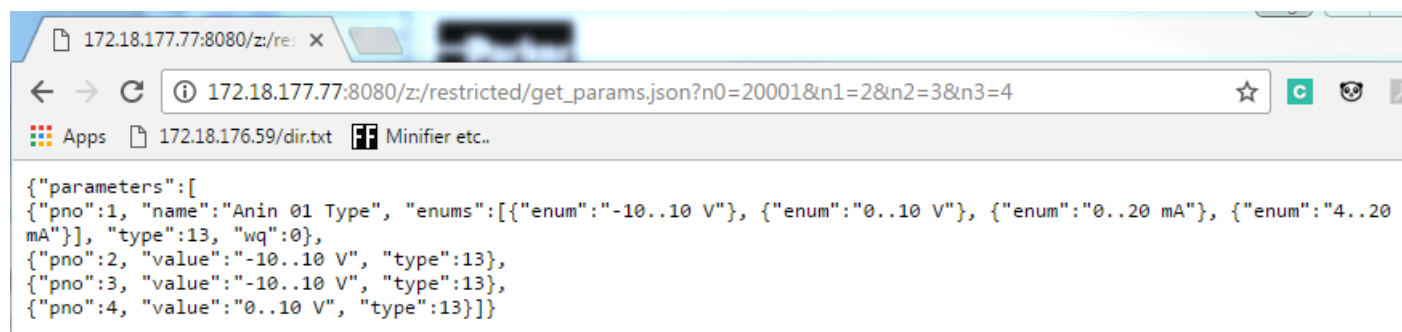 172.18.177.77:8080/z:/res
172.18.177.77:8080/z:/restricted/get_params.json?n0=20001&n1=2&n2=3&n3=4
C
Apps 172.18.176.59/dir.txt FF Minifier etc..
{"parameters":[
{"pno":1, "name":"Anin 01 Type", "enums":[{"enum":"-10..10 V"}, {"enum":"0..10 V"}, {"enum":"0..20 mA"}, {"enum":"4..20
mA"}], "type":13, "wq":0},
{"pno":2, "value":"-10..10 V", "type":13},
{"pno":3, "value":"-10..10 V", "type":13},
{"pno":4, "value":"0..10 V", "type":13}]}